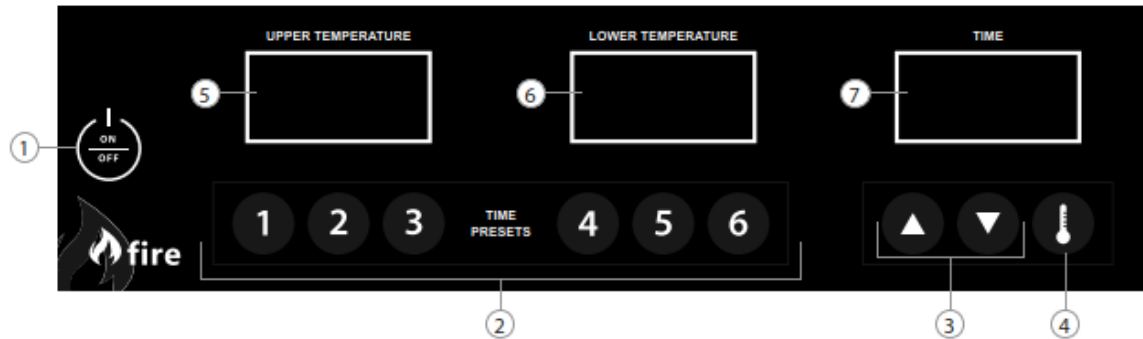 UPPER TEMPERATURE LOWER TEMPERATURE TIME
5 6 7
1 ON
OFF
1 2 3 TIME PRESETS 4 5 6
fire
2 3 4